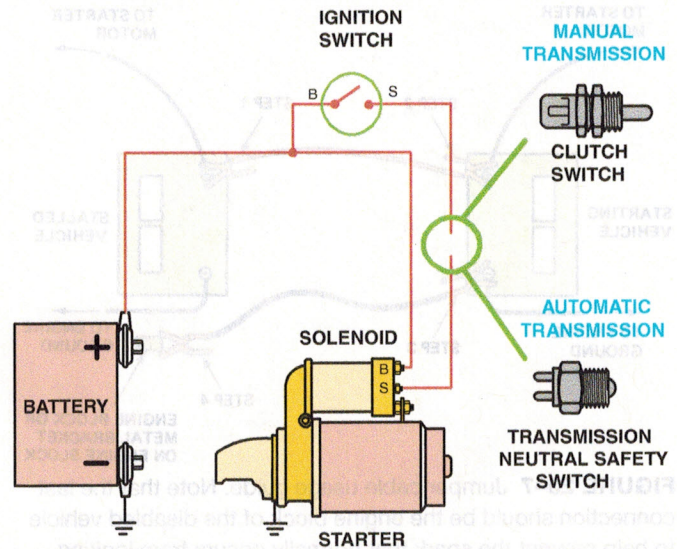 IGNITION
SWITCH
B
S
MANUAL
TRANSMISSION
CLUTCH
SWITCH
AUTOMATIC
TRANSMISSION
TRANSMISSION
NEUTRAL SAFETY
SWITCH
SOLENOID
B
S
+
BATTERY
−
STARTER